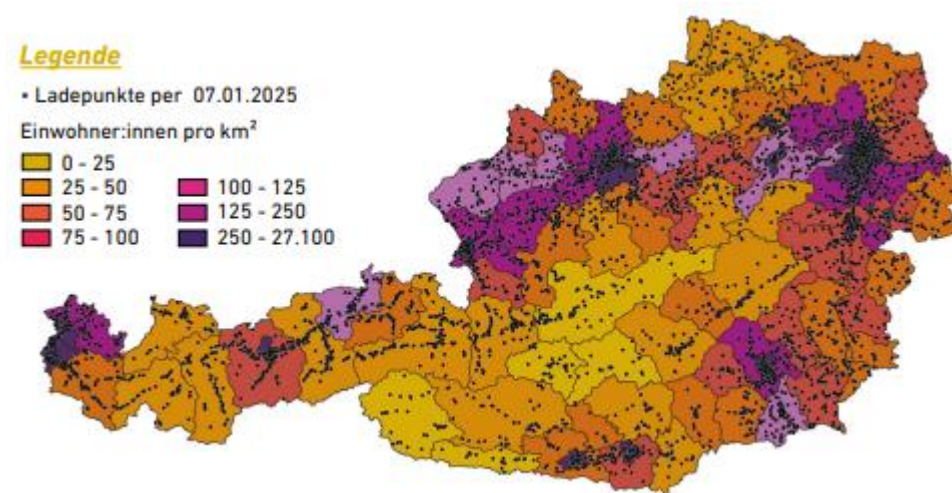 Legende
• Ladepunkte per 07.01.2025
Einwohner:innen pro km²
0 - 25
25 - 50
50 - 75
75 - 100
100 - 125
125 - 250
250 - 27.100